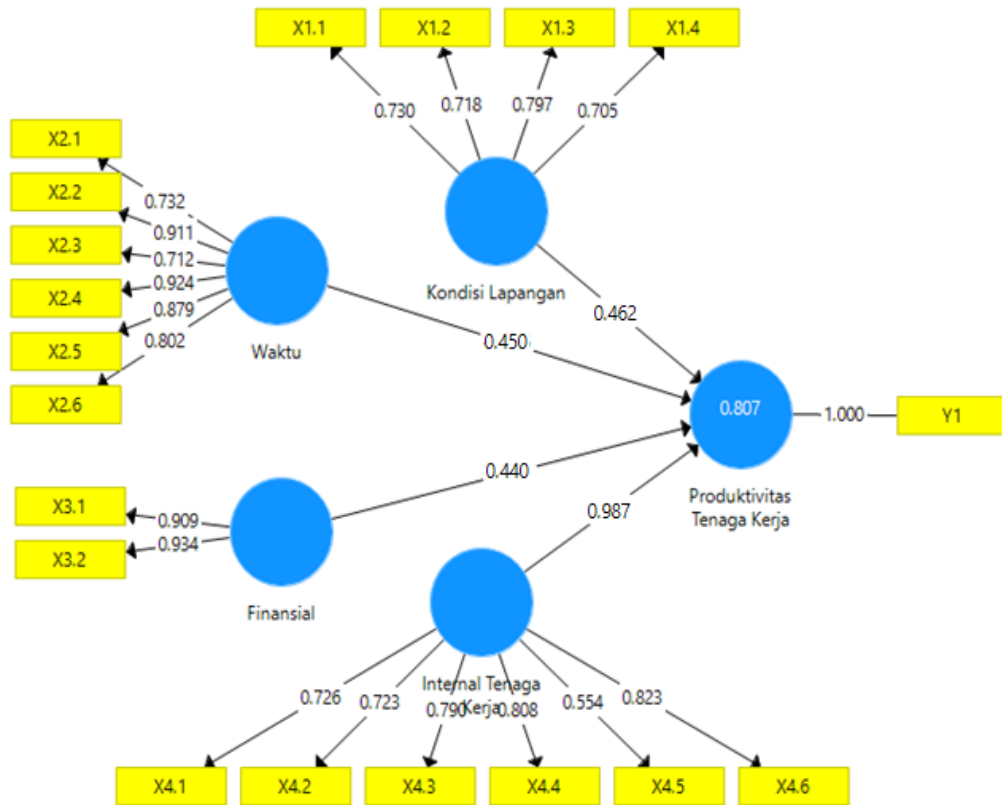 X1.1
X1.2
X1.3
X1.4
0.730
0.718
0.797
0.705
Kondisi Lapangan
X2.1
X2.2
X2.3
X2.4
X2.5
X2.6
0.732
0.911
0.712
0.924
0.879
0.802
Waktu
0.462
0.450
0.807
1.000
Y1
Produktivitas
Tenaga Kerja
X3.1
X3.2
0.909
0.934
Finansial
0.440
0.987
Internal Tenaga
Kerja
0.726
0.723
0.790
0.808
0.554
0.823
X4.1
X4.2
X4.3
X4.4
X4.5
X4.6